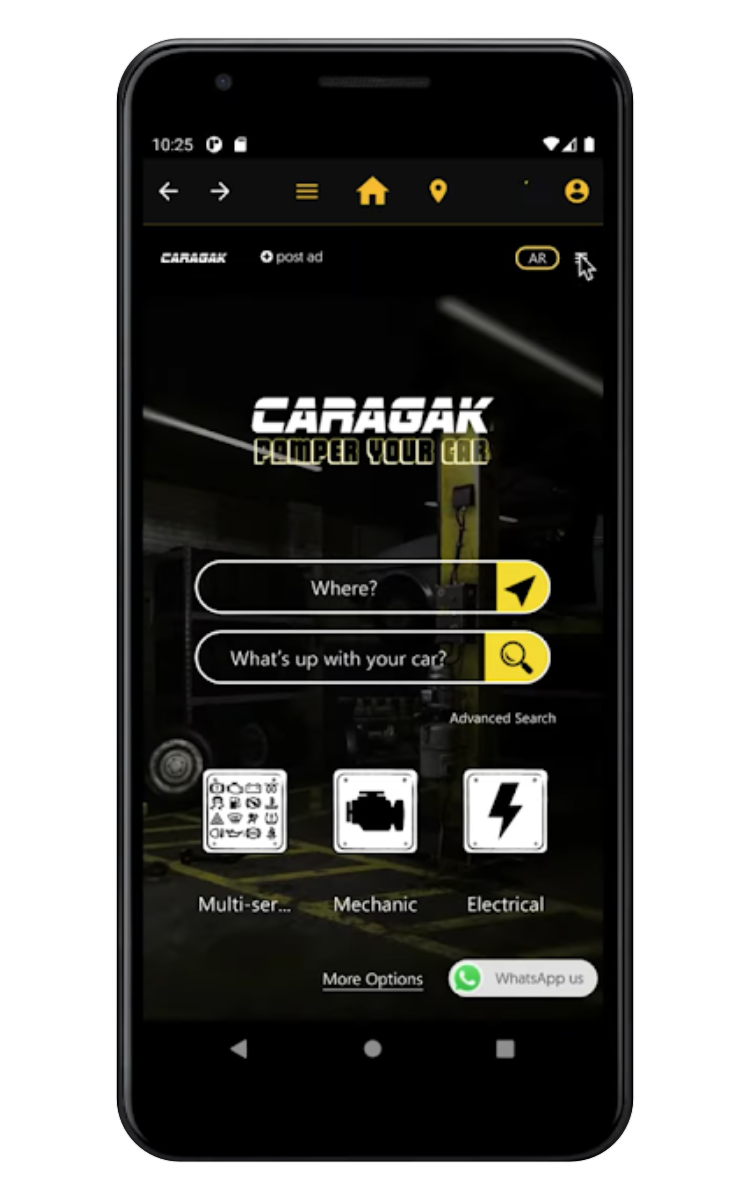 10:25
CARAGAK
post ad
AR
CARAGAK
PAMPER YOUR CAR
Where?
What's up with your car?
Advanced Search
Multi-ser...
Mechanic
Electrical
More Options
WhatsApp us